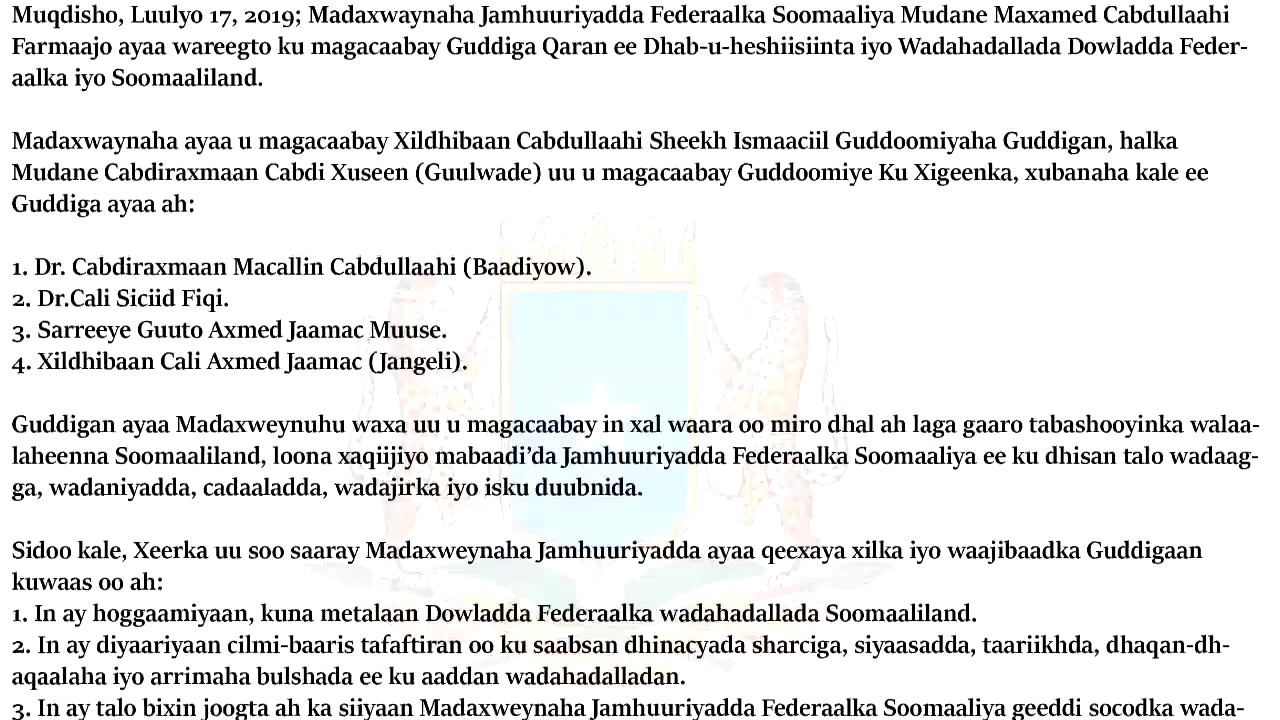 Muqdisho, Luulyo 17, 2019; Madaxwaynaha Jamhuuriyadda Federaalka Soomaaliya Mudane Maxamed Cabdullaahi
Farmaajo ayaa wareegto ku magacaabay Guddiga Qaran ee Dhab-u-heshiisiinta iyo Wadahadallada Dowladda Feder-
aalka iyo Soomaaliland.
Madaxwaynaha ayaa u magacaabay Xildhibaan Cabdullaahi Sheekh Ismaaciil Guddoomiyaha Guddigan, halka
Mudane Cabdiraxmaan Cabdi Xuseen (Guulwade) uu u magacaabay Guddoomiye Ku Xigeenka, xubanaha kale ee
Guddiga ayaa ah:
1. Dr. Cabdiraxmaan Macallin Cabdullaahi (Baadiyow).
2. Dr.Cali Siciid Fiqi.
3. Sarreeye Guuto Axmed Jaamac Muuse.
4. Xildhibaan Cali Axmed Jaamac (Jangeli).
Guddigan ayaa Madaxweynuhu waxa uu u magacaabay in xal waara oo miro dhal ah laga gaaro tabashooyinka walaa-
laheenna Soomaaliland, loona xaqiijiyo mabaadi’da Jamhuuriyadda Federaalka Soomaaliya ee ku dhisan talo wadaag-
ga, wadaniyadda, cadaaladda, wadajirka iyo isku duubnida.
Sidoo kale, Xeerka uu soo saaray Madaxweynaha Jamhuuriyadda ayaa qeexaya xilka iyo waajibaadka Guddigaan
kuwaas oo ah:
1. In ay hoggaamiyaan, kuna metalaan Dowladda Federaalka wadahadallada Soomaaliland.
2. In ay diyaariyaan cilmi-baaris tafaftiran oo ku saabsan dhinacyada sharciga, siyaasadda, taariikhda, dhaqan-dh-
aqaalaha iyo arrimaha bulshada ee ku aaddan wadahadalladan.
3. In ay talo bixin joogta ah ka siiyaan Madaxweynaha Jamhuuriyadda Federaalka Soomaaliya geeddi socodka wada-